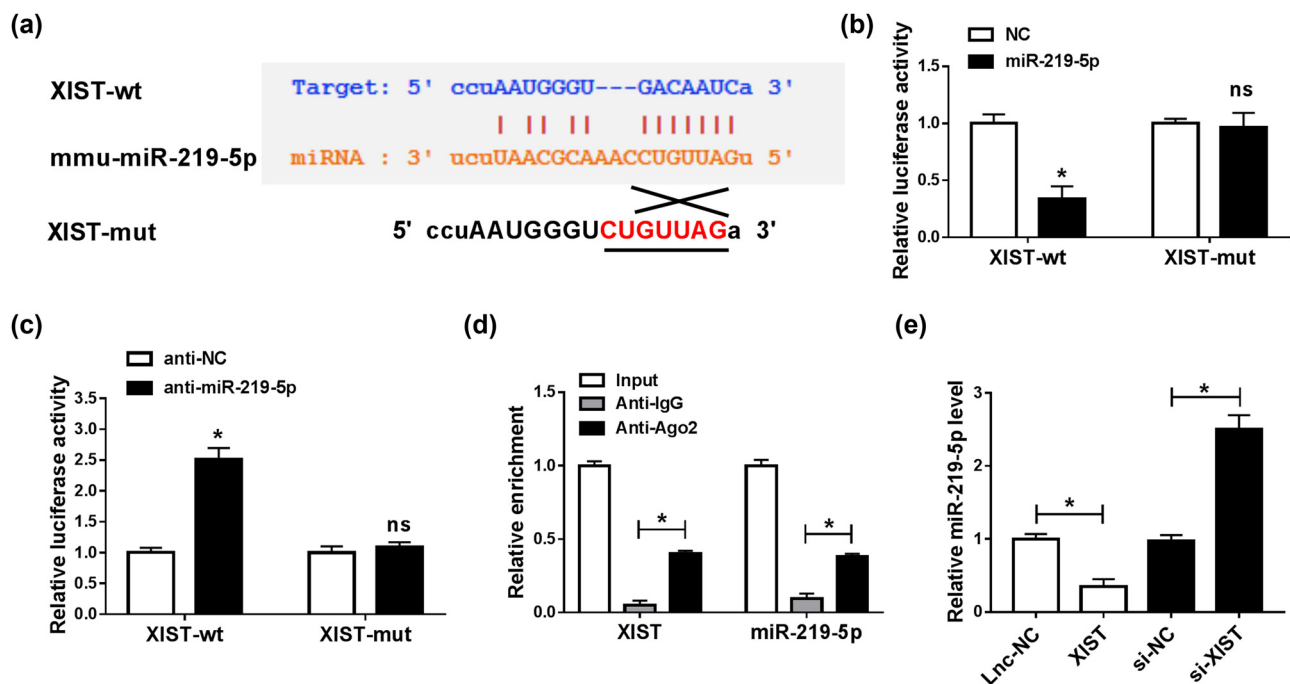 (a)
XIST-wt
Target: 5' ccuAAUGGGU---GACAAUCa 3'
mmu-miR-219-5p
miRNA : 3' ucuUAACGCAAACCUGUUAGu 5'
XIST-mut
5' ccuAAUGGGUCUGUUAGa 3'
(b)
NC
miR-219-5p
Relative luciferase activity
1.5
1.0
0.5
0.0
*
ns
XIST-wt
XIST-mut
(c)
anti-NC
anti-miR-219-5p
Relative luciferase activity
3.5
3.0
2.5
2.0
1.5
1.0
0.5
0.0
*
ns
XIST-wt
XIST-mut
(d)
Input
Anti-IgG
Anti-Ago2
Relative enrichment
1.5
1.0
0.5
0.0
*
*
XIST
miR-219-5p
(e)
Relative miR-219-5p level
3
2
1
0
*
*
Lnc-NC
XIST
si-NC
si-XIST